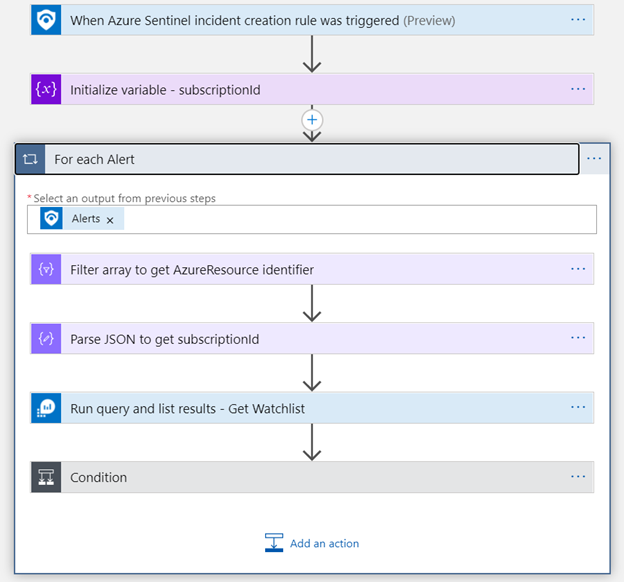 When Azure Sentinel incident creation rule was triggered (Preview)
{x} Initialize variable - subscriptionId
For each Alert
* Select an output from previous steps
Alerts ×
Filter array to get AzureResource identifier
Parse JSON to get subscriptionId
Run query and list results - Get Watchlist
Condition
Add an action